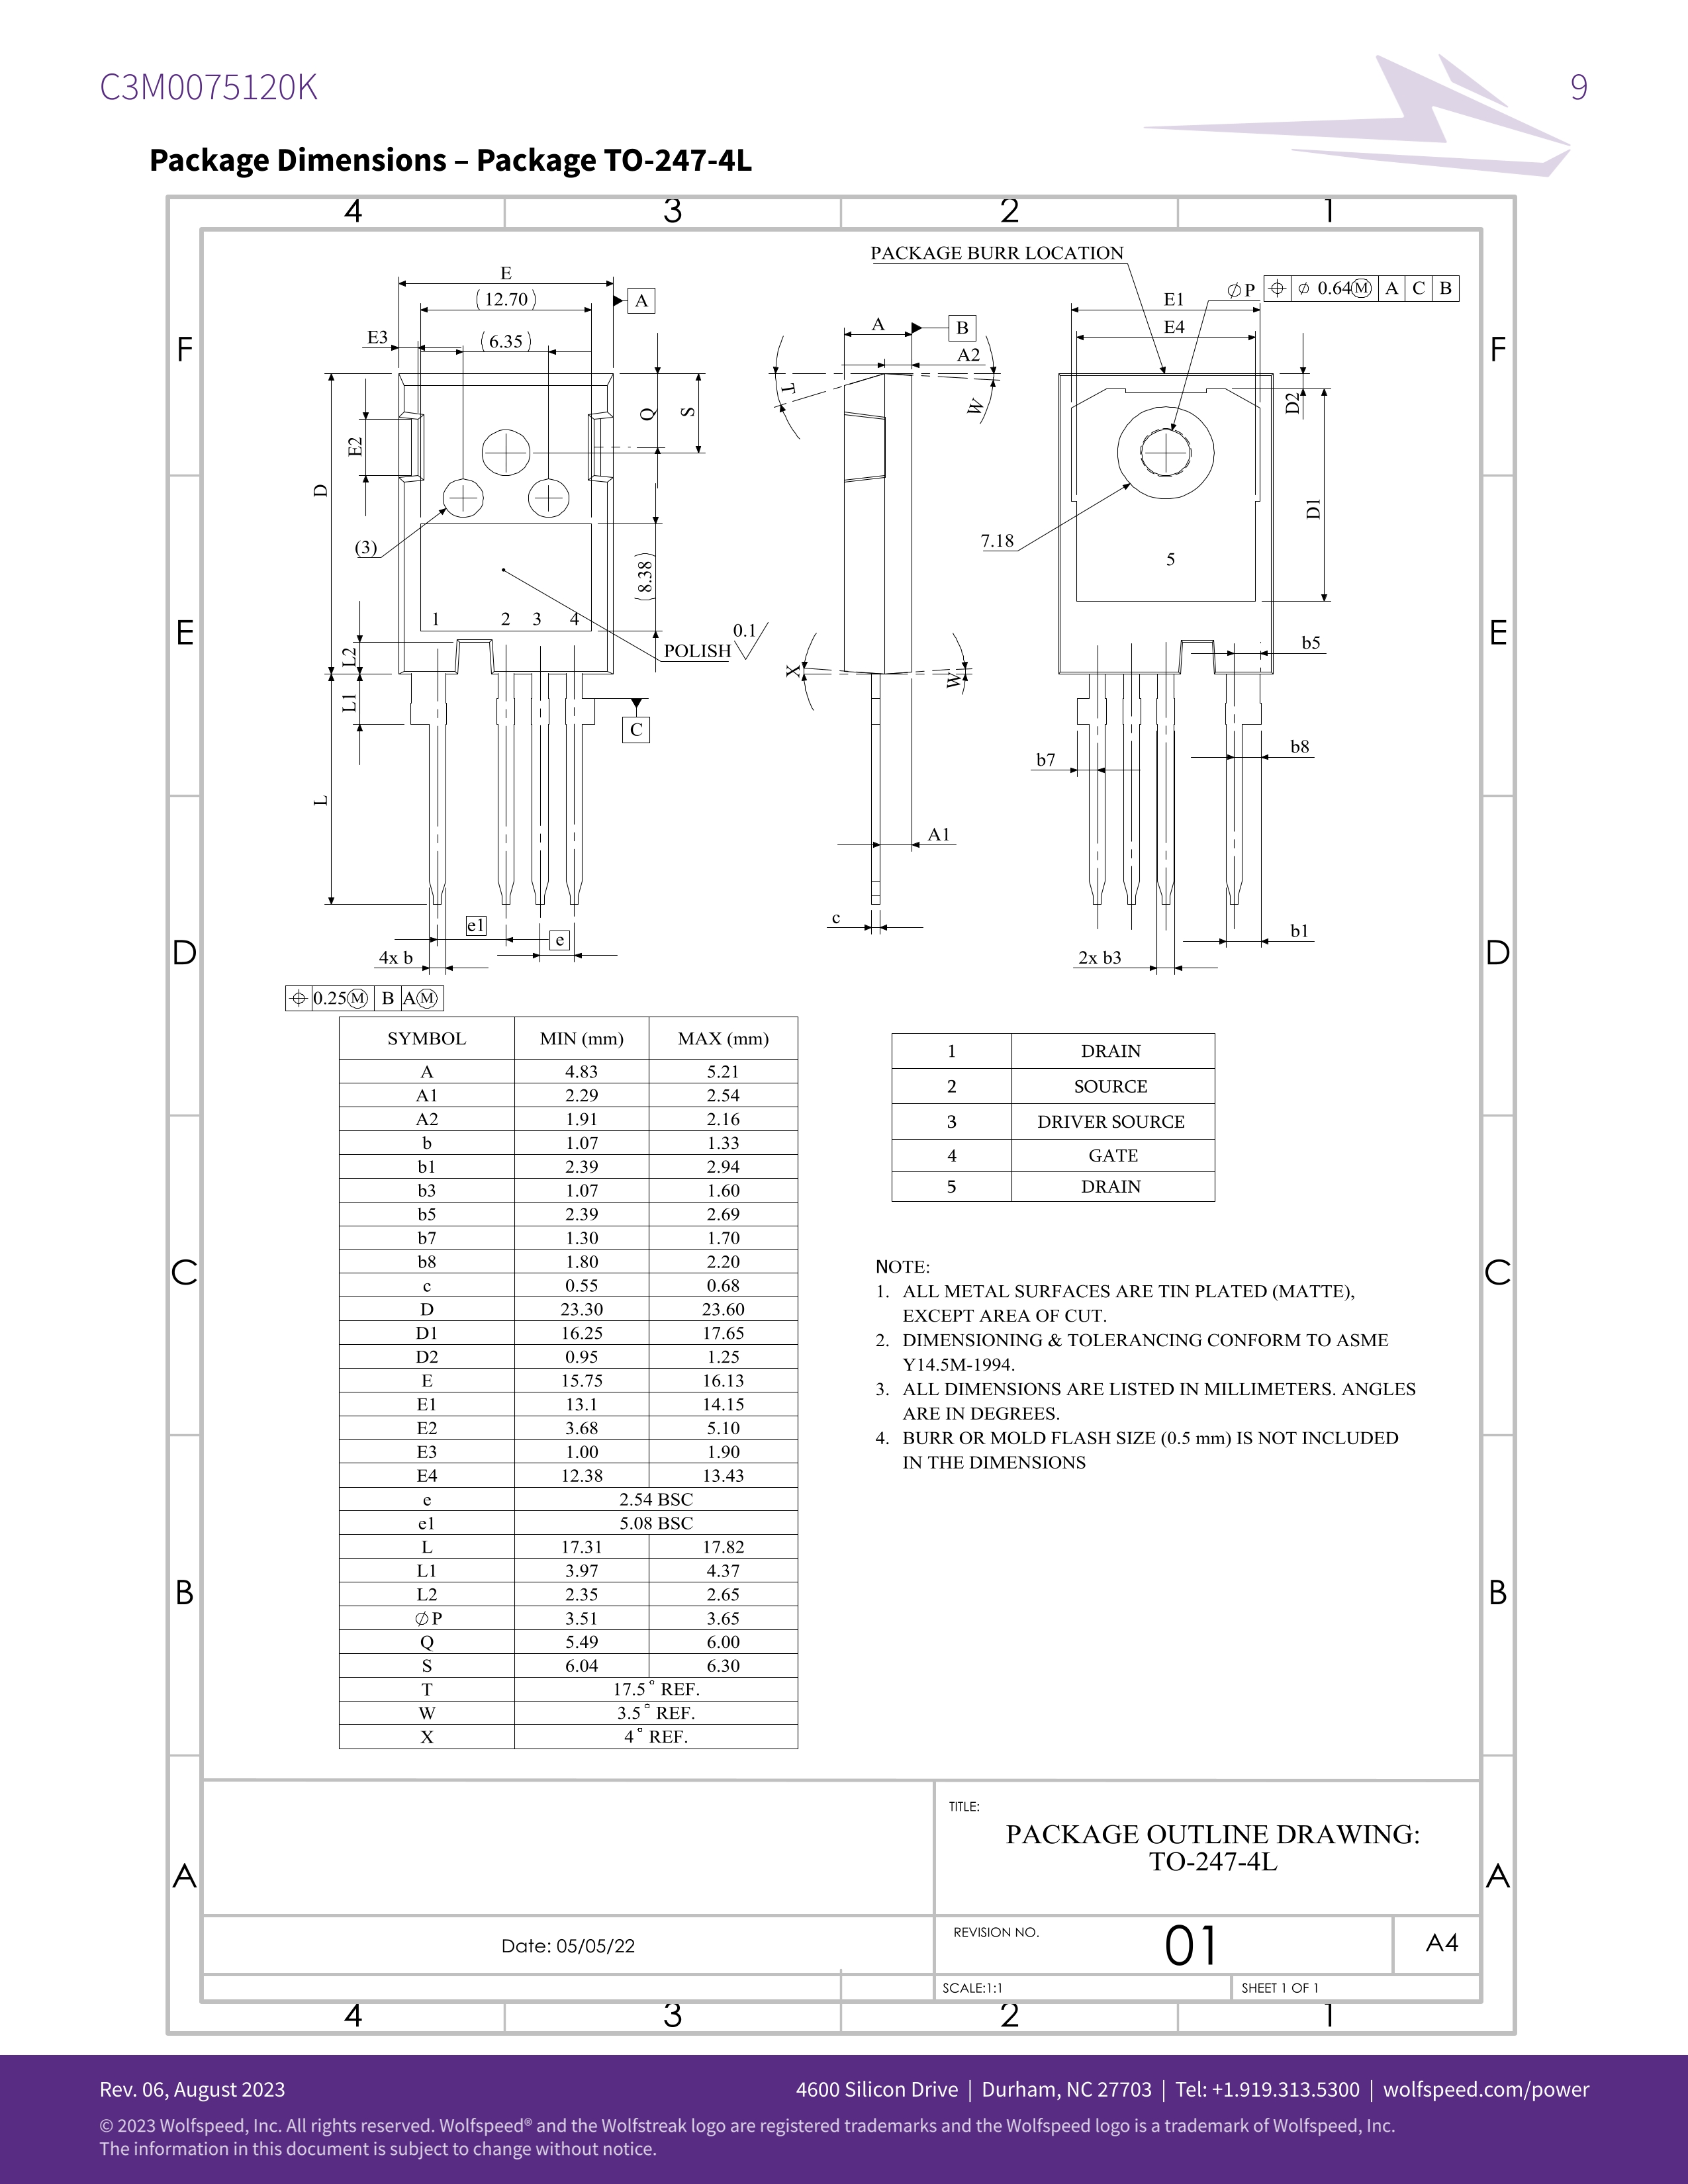 C3M0075120K
9
Package Dimensions – Package TO-247-4L
4 3 2 1
PACKAGE BURR LOCATION
E
(12.70)
A
E3
(6.35)
A
B
A2
ØP ⌖ ⌀ 0.64Ⓜ A C B
E1
E4
F
F
T
W
Q
S
D2
E2
D
D1
(3)
7.18
5
(8.38)
1 2 3 4
POLISH
0.1
E
E
L2
L1
X
W
b5
C
b7
b8
L
A1
c
e1
e
b1
4x b
2x b3
D
D
⌖ 0.25Ⓜ B AⓂ
SYMBOL MIN (mm) MAX (mm)
A 4.83 5.21
A1 2.29 2.54
A2 1.91 2.16
b 1.07 1.33
b1 2.39 2.94
b3 1.07 1.60
b5 2.39 2.69
b7 1.30 1.70
b8 1.80 2.20
c 0.55 0.68
D 23.30 23.60
D1 16.25 17.65
D2 0.95 1.25
E 15.75 16.13
E1 13.1 14.15
E2 3.68 5.10
E3 1.00 1.90
E4 12.38 13.43
e 2.54 BSC
e1 5.08 BSC
L 17.31 17.82
L1 3.97 4.37
L2 2.35 2.65
ØP 3.51 3.65
Q 5.49 6.00
S 6.04 6.30
T 17.5° REF.
W 3.5° REF.
X 4° REF.
1 DRAIN
2 SOURCE
3 DRIVER SOURCE
4 GATE
5 DRAIN
C
C
NOTE:
1. ALL METAL SURFACES ARE TIN PLATED (MATTE),
EXCEPT AREA OF CUT.
2. DIMENSIONING & TOLERANCING CONFORM TO ASME
Y14.5M-1994.
3. ALL DIMENSIONS ARE LISTED IN MILLIMETERS. ANGLES
ARE IN DEGREES.
4. BURR OR MOLD FLASH SIZE (0.5 mm) IS NOT INCLUDED
IN THE DIMENSIONS
B
B
A
A
TITLE:
PACKAGE OUTLINE DRAWING:
TO-247-4L
Date: 05/05/22
REVISION NO.
01
A4
SCALE:1:1
SHEET 1 OF 1
4 3 2 1
Rev. 06, August 2023
4600 Silicon Drive | Durham, NC 27703 | Tel: +1.919.313.5300 | wolfspeed.com/power
© 2023 Wolfspeed, Inc. All rights reserved. Wolfspeed® and the Wolfstreak logo are registered trademarks and the Wolfspeed logo is a trademark of Wolfspeed, Inc.
The information in this document is subject to change without notice.